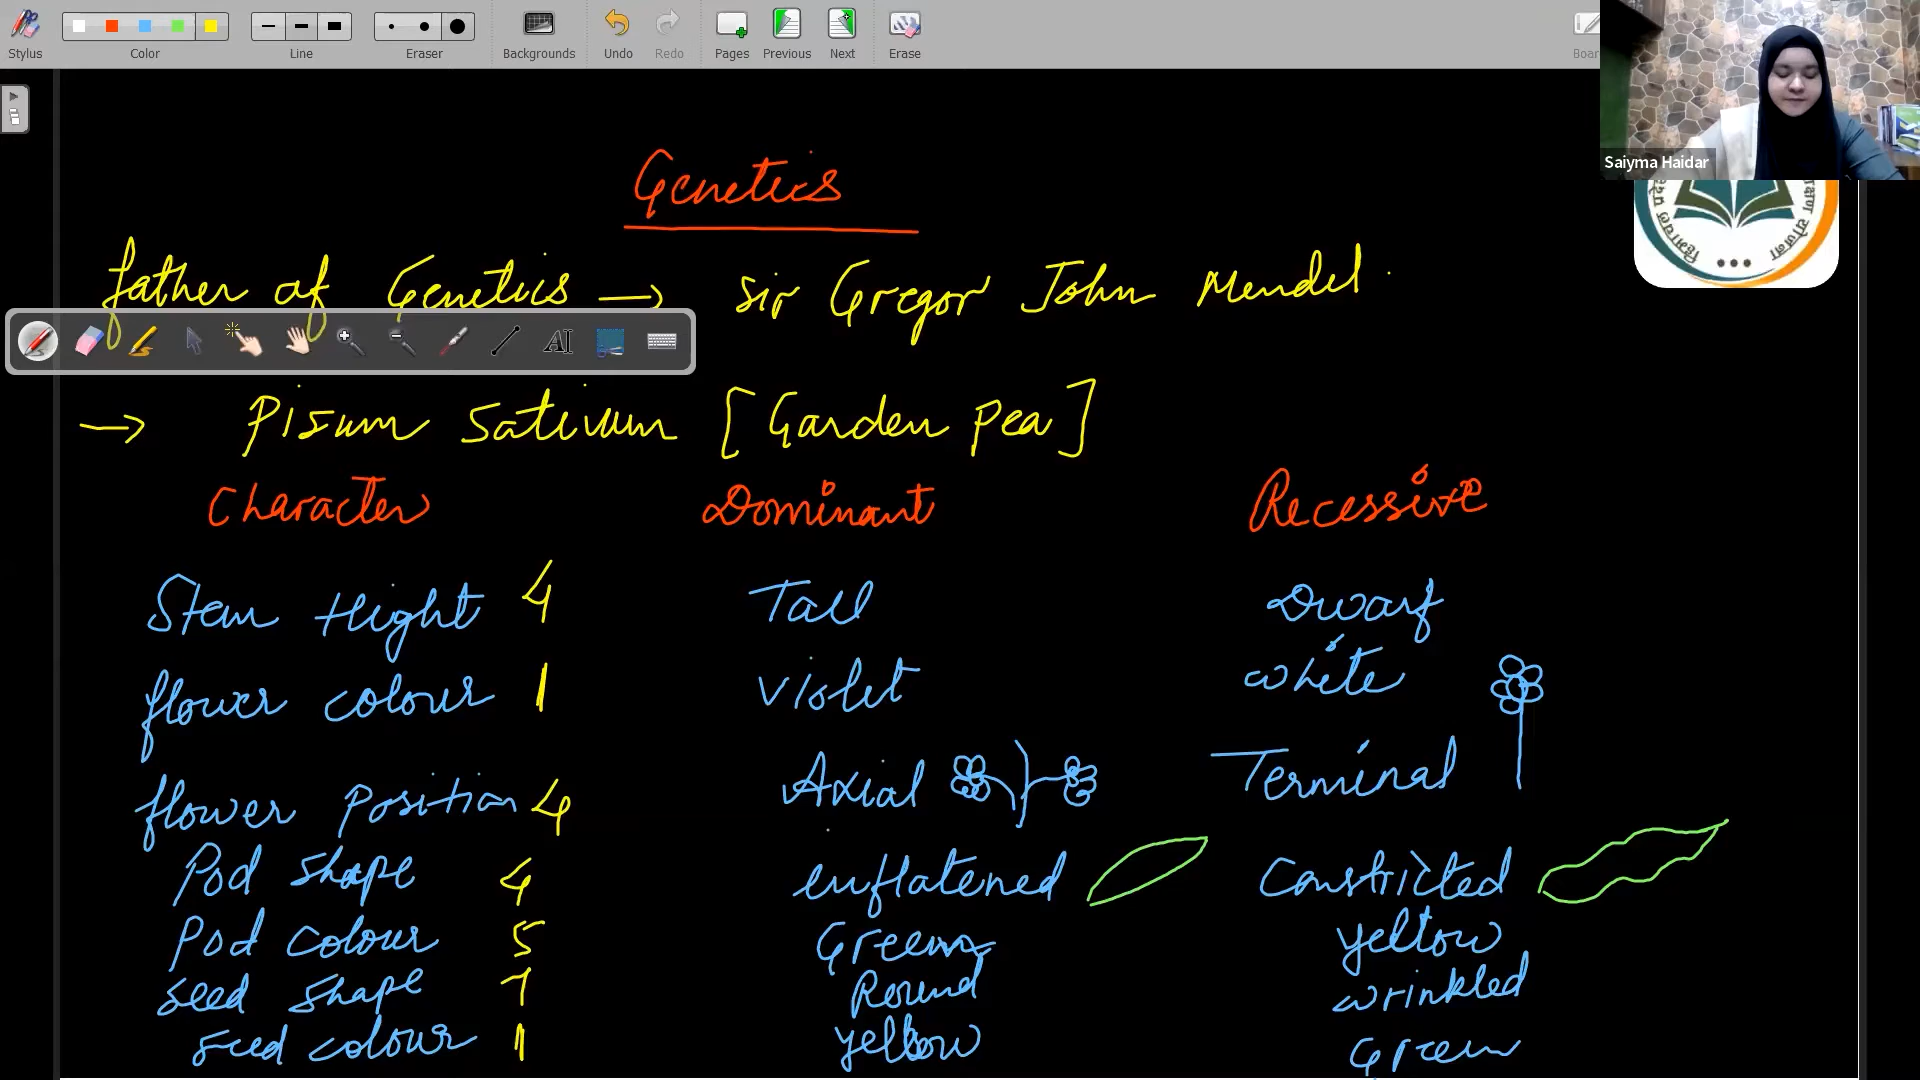 Stylus Color Line Eraser Backgrounds Undo Redo Pages Previous Next Erase
Saiyma Haidar
Genetics
father of Genetics → Sir Gregor John Mendel
→ Pisum Sativum [Garden Pea]
Character Dominant Recessive
Stem Hight 4 Tall Dwarf
flower colour 1 violet white
flower Position 4 Axial Terminal
Pod shape 4 enflatened Constricted
Pod colour 5 Green yellow
seed shape 7 Round wrinkled
seed colour 1 yellow Green